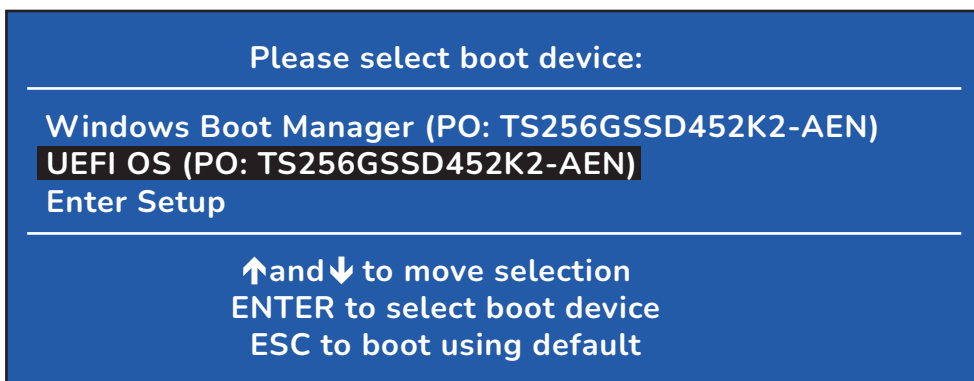 Please select boot device:
Windows Boot Manager (PO: TS256GSSD452K2-AEN)
UEFI OS (PO: TS256GSSD452K2-AEN)
Enter Setup
↑and↓ to move selection
ENTER to select boot device
ESC to boot using default